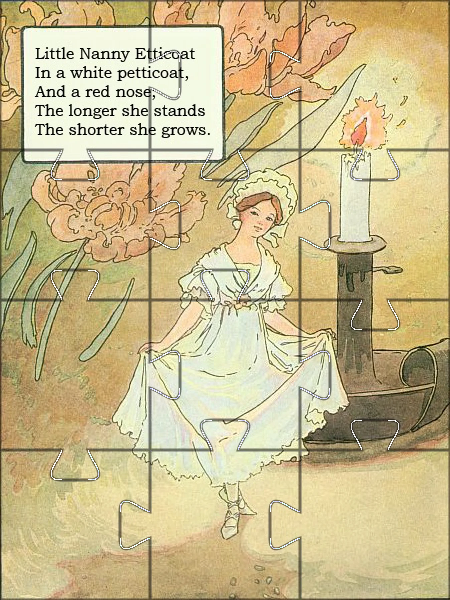 Little Nanny Etticoat
In a white petticoat,
And a red nose;
The longer she stands
The shorter she grows.